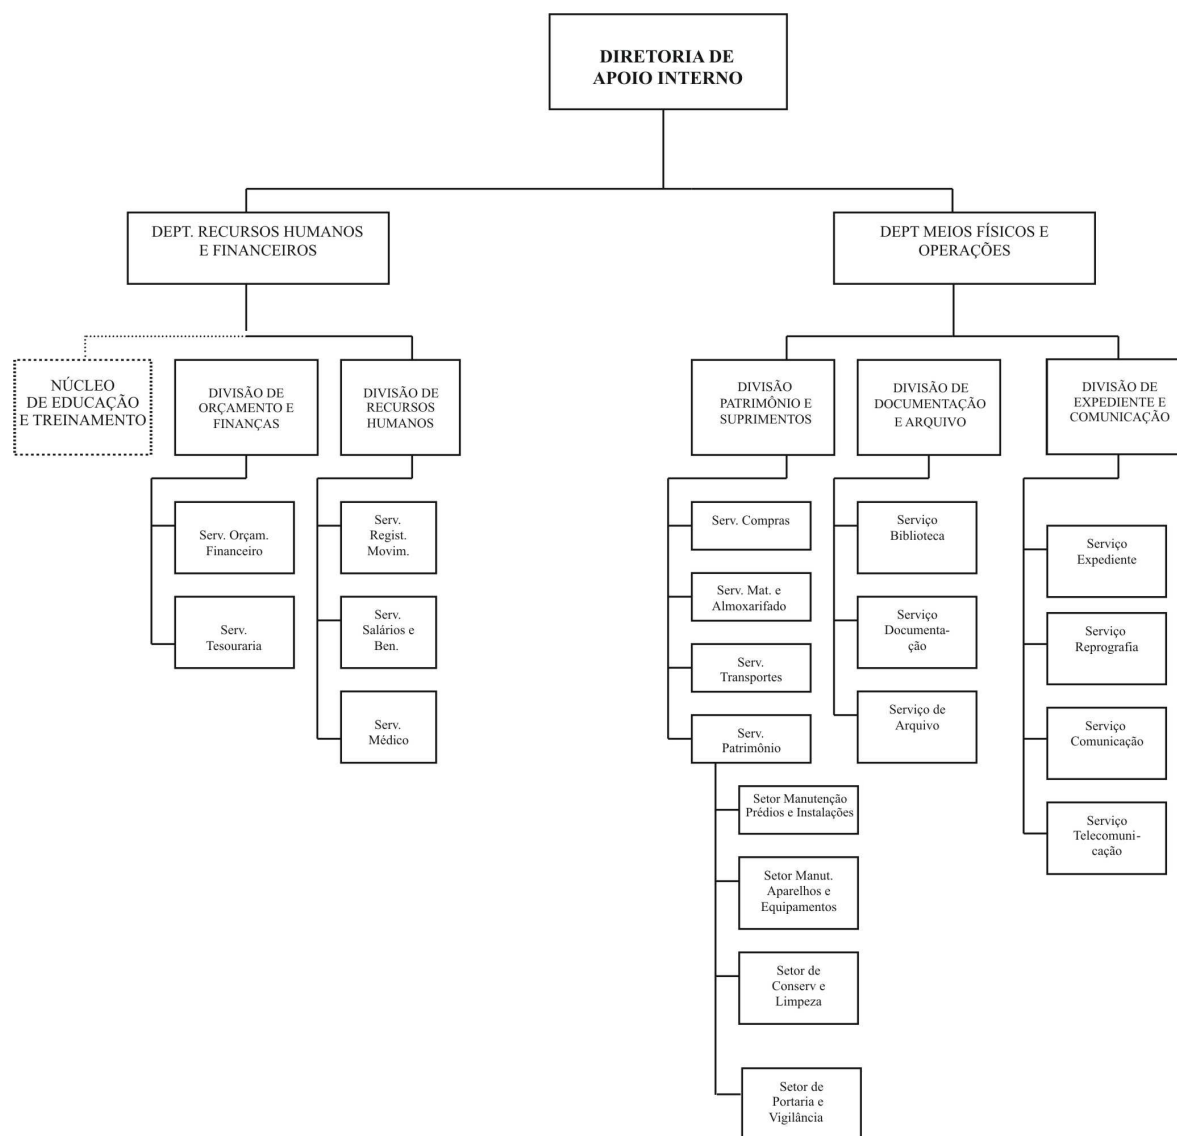 DIRETORIA DE
APOIO INTERNO
DEPT. RECURSOS HUMANOS
E FINANCEIROS
DEPT MEIOS FÍSICOS E
OPERAÇÕES
NÚCLEO
DE EDUCAÇÃO
E TREINAMENTO
DIVISÃO DE
ORÇAMENTO E
FINANÇAS
DIVISÃO DE
RECURSOS
HUMANOS
DIVISÃO
PATRIMÔNIO E
SUPRIMENTOS
DIVISÃO DE
DOCUMENTAÇÃO
E ARQUIVO
DIVISÃO DE
EXPEDIENTE E
COMUNICAÇÃO
Serv. Orçam.
Financeiro
Serv.
Tesouraria
Serv.
Regist.
Movim.
Serv.
Salários e
Ben.
Serv.
Médico
Serv. Compras
Serv. Mat. e
Almoxarifado
Serv.
Transportes
Serv.
Patrimônio
Setor Manutenção
Prédios e Instalações
Setor Manut.
Aparelhos e
Equipamentos
Setor de
Conserv e
Limpeza
Setor de
Portaria e
Vigilância
Serviço
Biblioteca
Serviço
Documenta-
ção
Serviço de
Arquivo
Serviço
Expediente
Serviço
Reprografia
Serviço
Comunicação
Serviço
Telecomuni-
cação